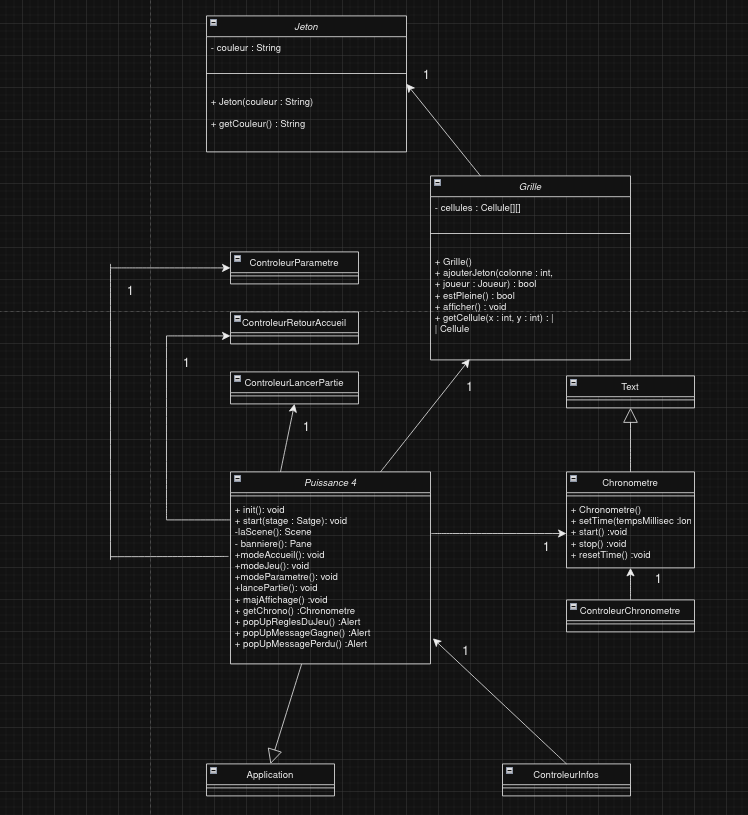 Jeton
- couleur : String
+ Jeton(couleur : String)
+ getCouleur() : String
1
Grille
- cellules : Cellule[][]
+ Grille()
+ ajouterJeton(colonne : int,
+ joueur : Joueur) : bool
+ estPleine() : bool
+ afficher() : void
+ getCellule(x : int, y : int) : |
| Cellule
ControleurParametre
1
ControleurRetourAccueil
1
ControleurLancerPartie
1
1
Text
Puissance 4
+ init(): void
+ start(stage : Satge): void
-laScene(): Scene
- banniere(): Pane
+modeAccueil(): void
+modeJeu(): void
+modeParametre(): void
+lancePartie(): void
+ majAffichage() :void
+ getChrono() :Chronometre
+ popUpReglesDuJeu() :Alert
+ popUpMessageGagne() :Alert
+ popUpMessagePerdu() :Alert
1
Chronometre
+ Chronometre()
+ setTime(tempsMillisec :lon
+ start() :void
+ stop() :void
+ resetTime() :void
1
ControleurChronometre
1
Application
ControleurInfos